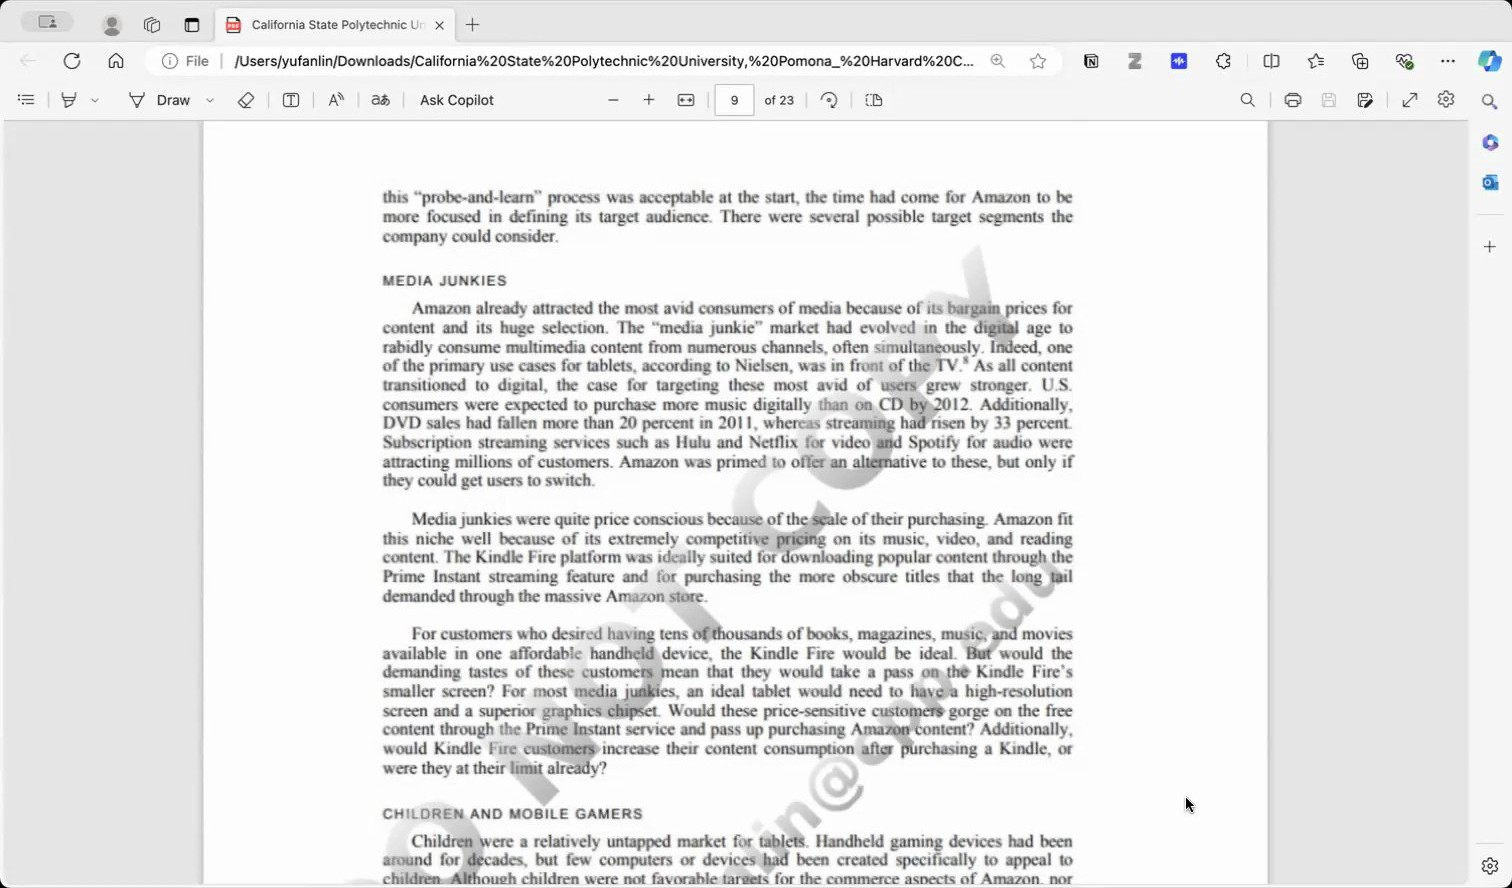 California State Polytechnic Un
File
/Users/yufanlin/Downloads/California%20State%20Polytechnic%20University,%20Pomona_%20Harvard%20C...
Draw
aあ
Ask Copilot
9
of 23
this “probe-and-learn” process was acceptable at the start, the time had come for Amazon to be
more focused in defining its target audience. There were several possible target segments the
company could consider.
MEDIA JUNKIES
Amazon already attracted the most avid consumers of media because of its bargain prices for
content and its huge selection. The “media junkie” market had evolved in the digital age to
rabidly consume multimedia content from numerous channels, often simultaneously. Indeed, one
of the primary use cases for tablets, according to Nielsen, was in front of the TV.⁸ As all content
transitioned to digital, the case for targeting these most avid of users grew stronger. U.S.
consumers were expected to purchase more music digitally than on CD by 2012. Additionally,
DVD sales had fallen more than 20 percent in 2011, whereas streaming had risen by 33 percent.
Subscription streaming services such as Hulu and Netflix for video and Spotify for audio were
attracting millions of customers. Amazon was primed to offer an alternative to these, but only if
they could get users to switch.
Media junkies were quite price conscious because of the scale of their purchasing. Amazon fit
this niche well because of its extremely competitive pricing on its music, video, and reading
content. The Kindle Fire platform was ideally suited for downloading popular content through the
Prime Instant streaming feature and for purchasing the more obscure titles that the long tail
demanded through the massive Amazon store.
For customers who desired having tens of thousands of books, magazines, music, and movies
available in one affordable handheld device, the Kindle Fire would be ideal. But would the
demanding tastes of these customers mean that they would take a pass on the Kindle Fire’s
smaller screen? For most media junkies, an ideal tablet would need to have a high-resolution
screen and a superior graphics chipset. Would these price-sensitive customers gorge on the free
content through the Prime Instant service and pass up purchasing Amazon content? Additionally,
would Kindle Fire customers increase their content consumption after purchasing a Kindle, or
were they at their limit already?
CHILDREN AND MOBILE GAMERS
Children were a relatively untapped market for tablets. Handheld gaming devices had been
around for decades, but few computers or devices had been created specifically to appeal to
children. Although children were not favorable targets for the commerce aspects of Amazon, nor
O NOT COPY
lin@cpp.edu